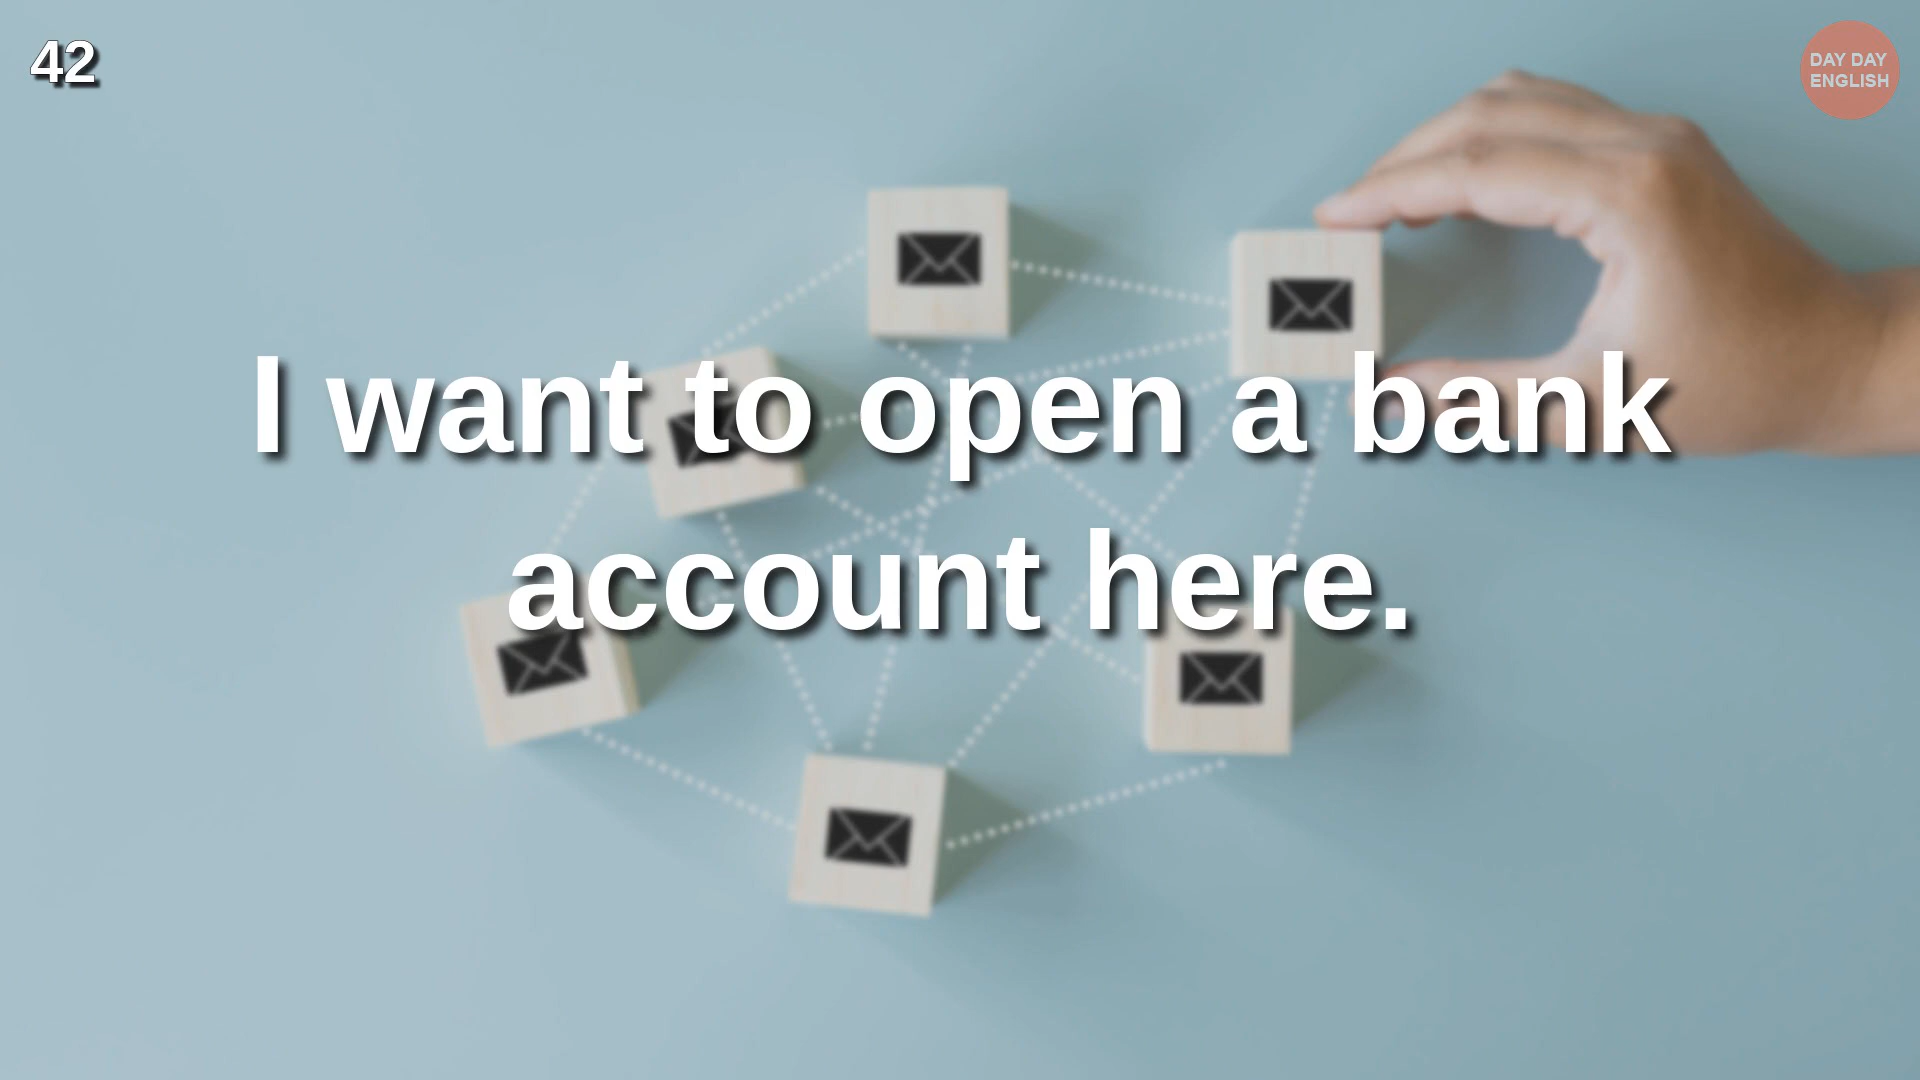 42
DAY DAY
ENGLISH
I want to open a bank
account here.